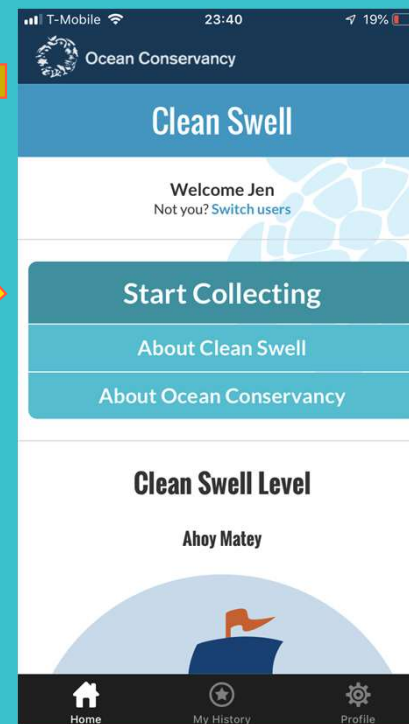 T-Mobile 23:40 19%
Ocean Conservancy
Clean Swell
Welcome Jen
Not you? Switch users
Start Collecting
About Clean Swell
About Ocean Conservancy
Clean Swell Level
Ahoy Matey
Home My History Profile